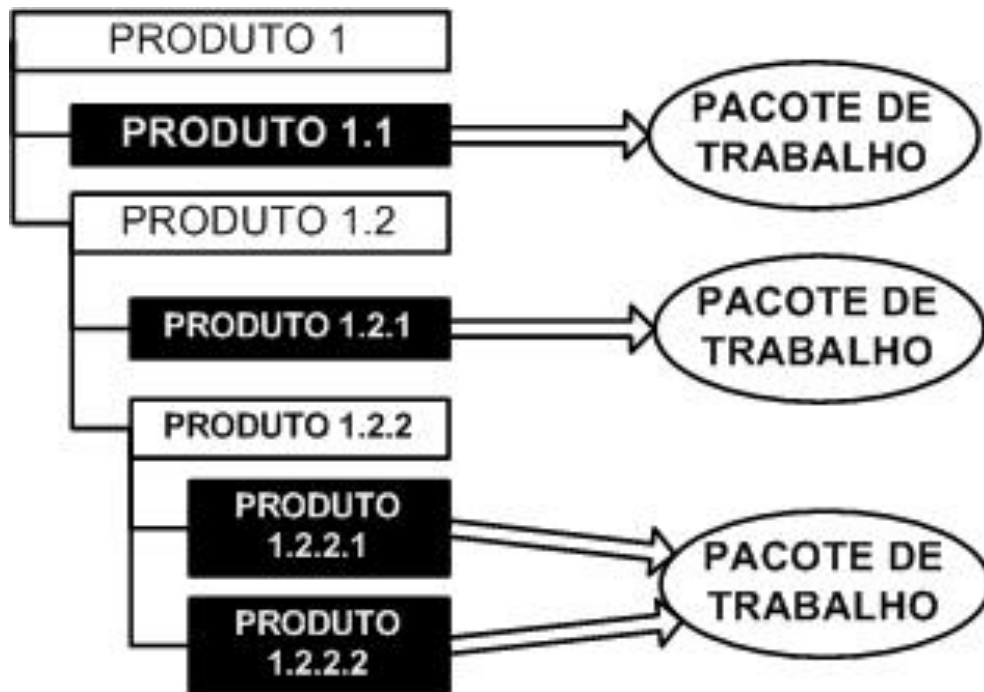 PRODUTO 1
PRODUTO 1.1
PACOTE DE
TRABALHO
PRODUTO 1.2
PRODUTO 1.2.1
PACOTE DE
TRABALHO
PRODUTO 1.2.2
PRODUTO
1.2.2.1
PRODUTO
1.2.2.2
PACOTE DE
TRABALHO